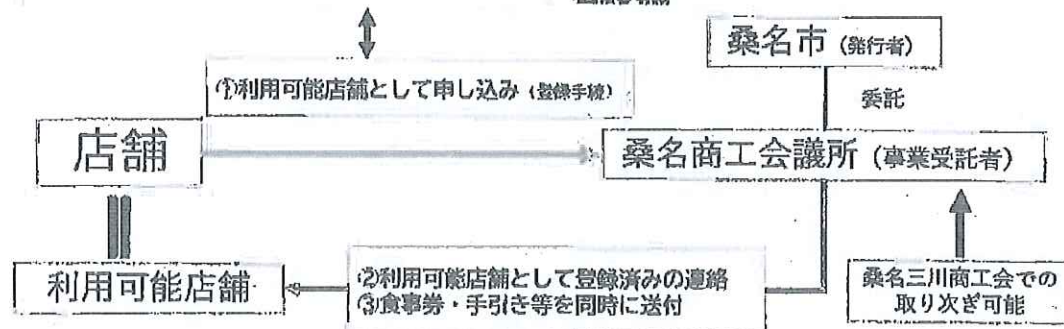 桑名市（発行者）
(1)利用可能店舗として申し込み（登録手続）
委託
店舗
桑名商工会議所（事業受託者）
利用可能店舗
(2)利用可能店舗として登録済みの連絡
(3)食事券・手引き等を同時に送付
桑名三川商工会での
取り次ぎ可能